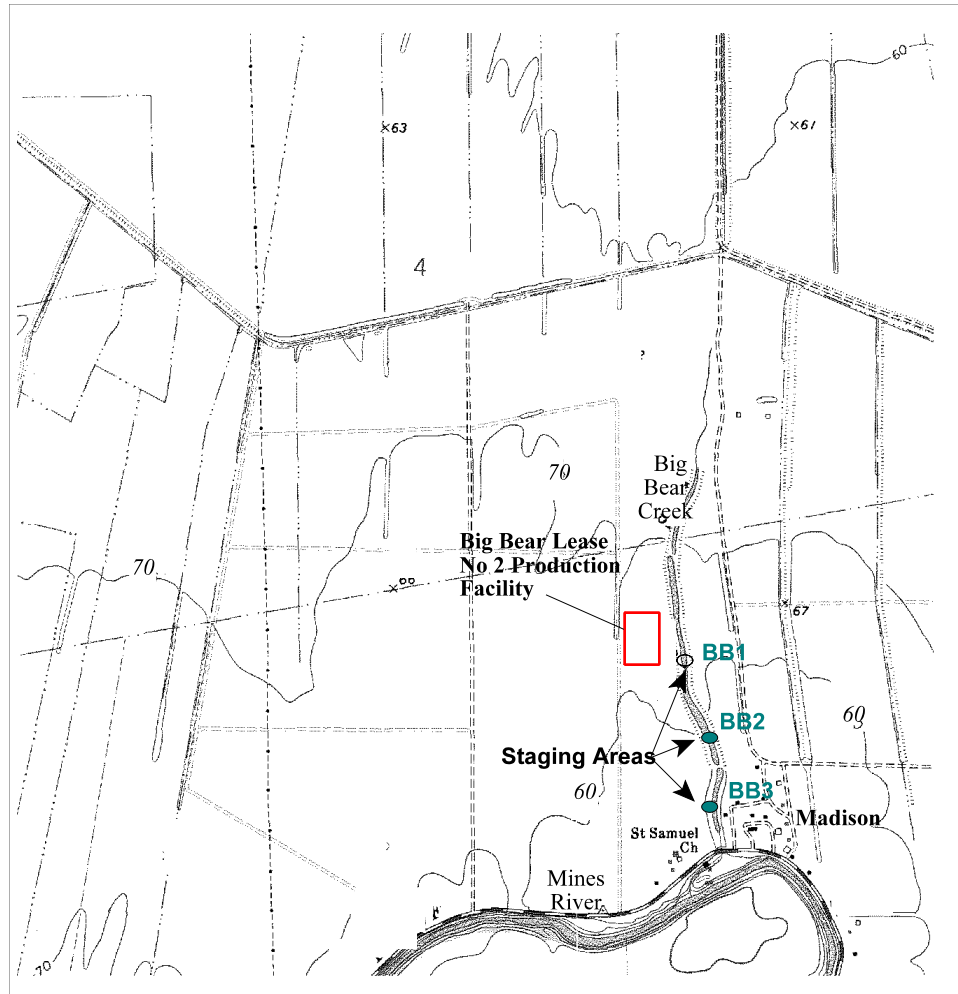 60
×63
×61
4
?
Big
Bear
Creek
70
Big Bear Lease
No 2 Production
Facility
70
67
BB1
BB2
60
Staging Areas
BB3
60
Madison
St Samuel
Ch
Mines
River
70